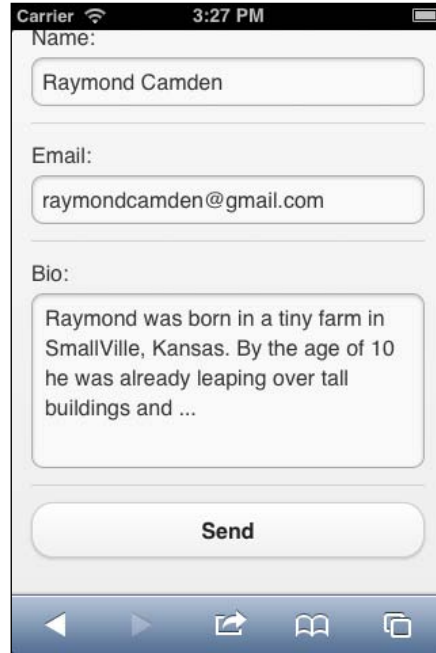 Carrier 3:27 PM
Name:
Raymond Camden
Email:
raymondcamden@gmail.com
Bio:
Raymond was born in a tiny farm in
SmallVille, Kansas. By the age of 10
he was already leaping over tall
buildings and ...
Send